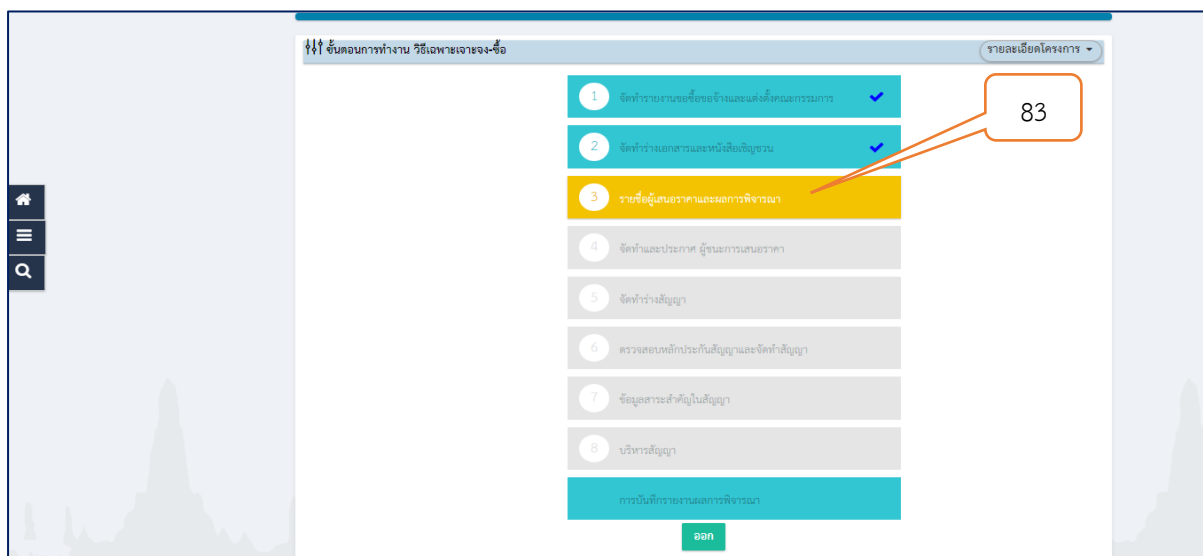 ขั้นตอนการทำงาน วิธีเฉพาะเจาะจง-ซื้อ
รายละเอียดโครงการ
1 จัดทำรายงานขอซื้อขอจ้างและแต่งตั้งคณะกรรมการ
83
2 จัดทำร่างเอกสารและหนังสือเชิญชวน
3 รายชื่อผู้เสนอราคาและผลการพิจารณา
4 จัดทำและประกาศ ผู้ชนะการเสนอราคา
5 จัดทำร่างสัญญา
6 ตรวจสอบหลักประกันสัญญาและจัดทำสัญญา
7 ข้อมูลสาระสำคัญในสัญญา
8 บริหารสัญญา
การบันทึกรายงานผลการพิจารณา
ออก